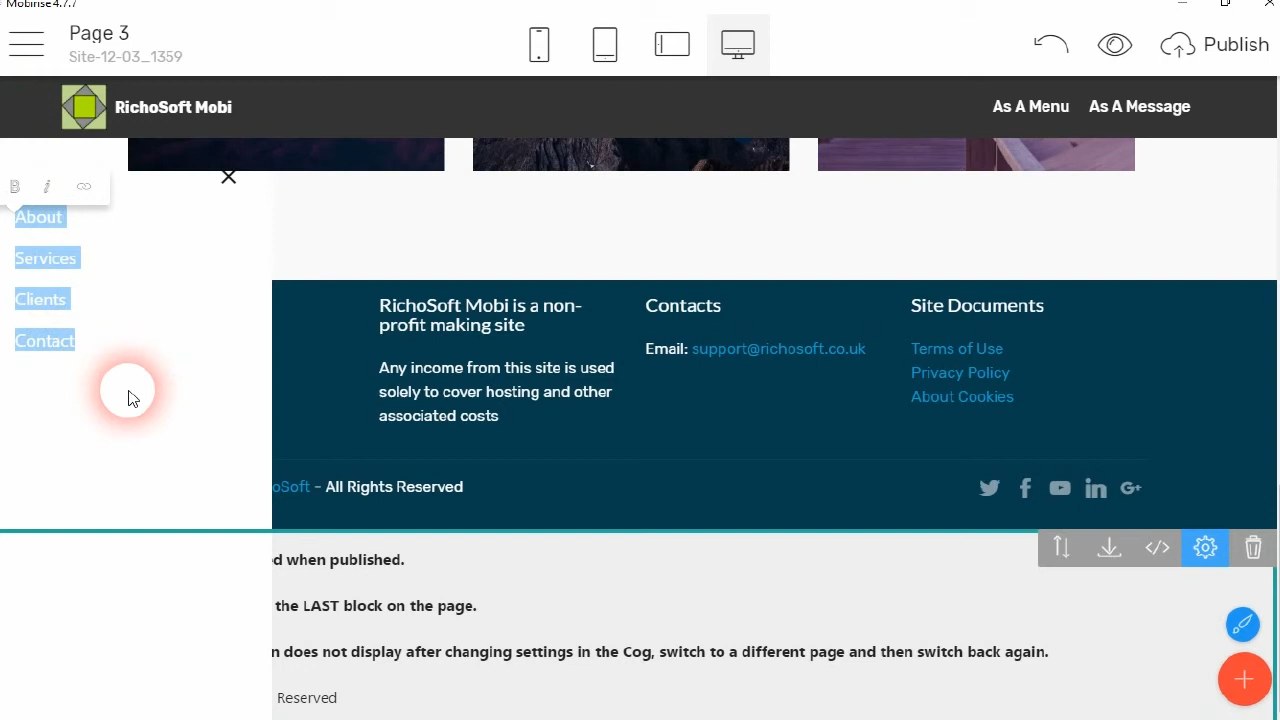 Mobirise 4.7.7
Page 3
Site-12-03_1359
Publish
RichoSoft Mobi
As A Menu
As A Message
B
i
About
Services
Clients
Contact
RichoSoft Mobi is a non-
profit making site
Any income from this site is used
solely to cover hosting and other
associated costs
Contacts
Email: support@richosoft.co.uk
Site Documents
Terms of Use
Privacy Policy
About Cookies
oSoft - All Rights Reserved
ed when published.
the LAST block on the page.
n does not display after changing settings in the Cog, switch to a different page and then switch back again.
Reserved